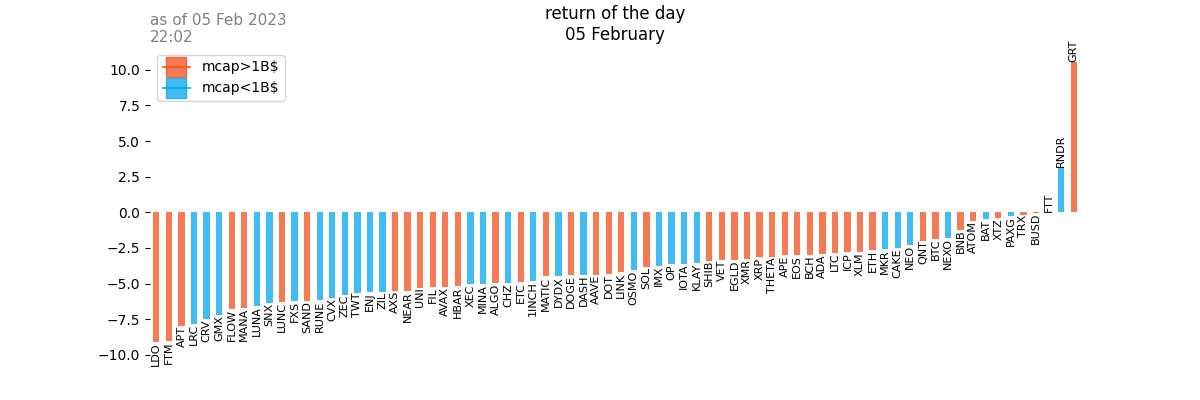 as of 05 Feb 2023
22:02
return of the day
05 February
mcap>1B$
mcap<1B$
10.0
7.5
5.0
2.5
0.0
−2.5
−5.0
−7.5
−10.0
LDO
FTM
APT
LRC
CRV
GMX
FLOW
MANA
LUNA
SNX
LUNC
FXS
SAND
RUNE
CVX
ZEC
TWT
ENJ
ZIL
AXS
NEAR
UNI
FIL
AVAX
HBAR
XEC
MINA
ALGO
CHZ
ETC
1INCH
MATIC
DYDX
DOGE
DASH
AAVE
DOT
LINK
OSMO
SOL
IMX
OP
IOTA
KLAY
SHIB
VET
EGLD
XMR
XRP
THETA
APE
EOS
BCH
ADA
LTC
ICP
XLM
ETH
MKR
CAKE
NEO
QNT
BTC
NEXO
BNB
ATOM
BAT
XTZ
PAXG
TRX
BUSD
FTT
RNDR
GRT